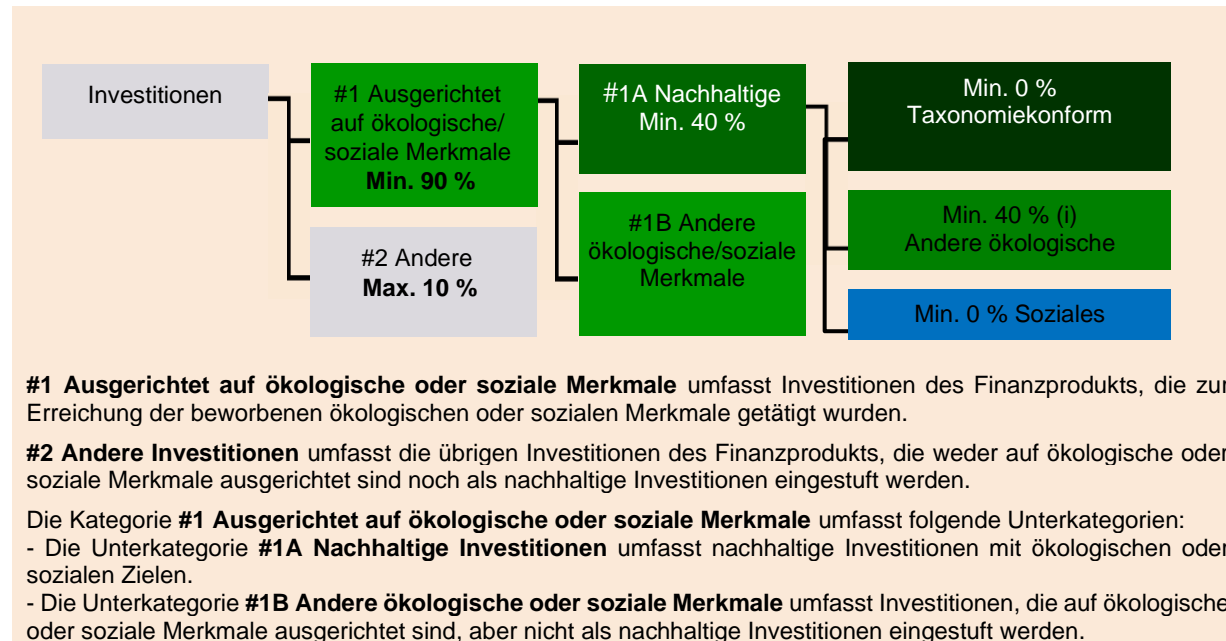 Investitionen
#1 Ausgerichtet
auf ökologische/
soziale Merkmale
Min. 90 %
#2 Andere
Max. 10 %
#1A Nachhaltige
Min. 40 %
#1B Andere
ökologische/soziale
Merkmale
Min. 0 %
Taxonomiekonform
Min. 40 % (i)
Andere ökologische
Min. 0 % Soziales
#1 Ausgerichtet auf ökologische oder soziale Merkmale umfasst Investitionen des Finanzprodukts, die zur
Erreichung der beworbenen ökologischen oder sozialen Merkmale getätigt wurden.
#2 Andere Investitionen umfasst die übrigen Investitionen des Finanzprodukts, die weder auf ökologische oder
soziale Merkmale ausgerichtet sind noch als nachhaltige Investitionen eingestuft werden.
Die Kategorie #1 Ausgerichtet auf ökologische oder soziale Merkmale umfasst folgende Unterkategorien:
- Die Unterkategorie #1A Nachhaltige Investitionen umfasst nachhaltige Investitionen mit ökologischen oder
sozialen Zielen.
- Die Unterkategorie #1B Andere ökologische oder soziale Merkmale umfasst Investitionen, die auf ökologische
oder soziale Merkmale ausgerichtet sind, aber nicht als nachhaltige Investitionen eingestuft werden.